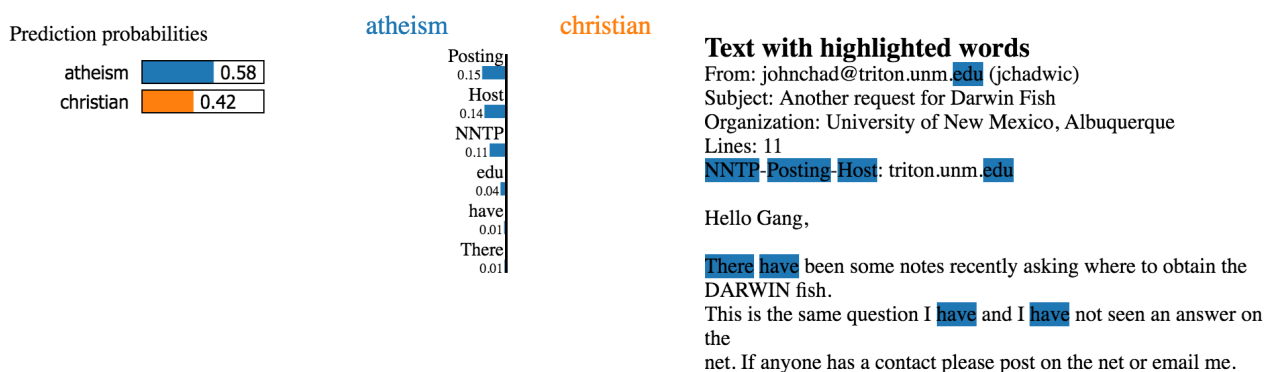 Prediction probabilities
atheism 0.58
christian 0.42
atheism christian
Posting
0.15
Host
0.14
NNTP
0.11
edu
0.04
have
0.01
There
0.01
Text with highlighted words
From: johnchad@triton.unm.edu (jchadwic)
Subject: Another request for Darwin Fish
Organization: University of New Mexico, Albuquerque
Lines: 11
NNTP-Posting-Host: triton.unm.edu
Hello Gang,
There have been some notes recently asking where to obtain the
DARWIN fish.
This is the same question I have and I have not seen an answer on
the
net. If anyone has a contact please post on the net or email me.